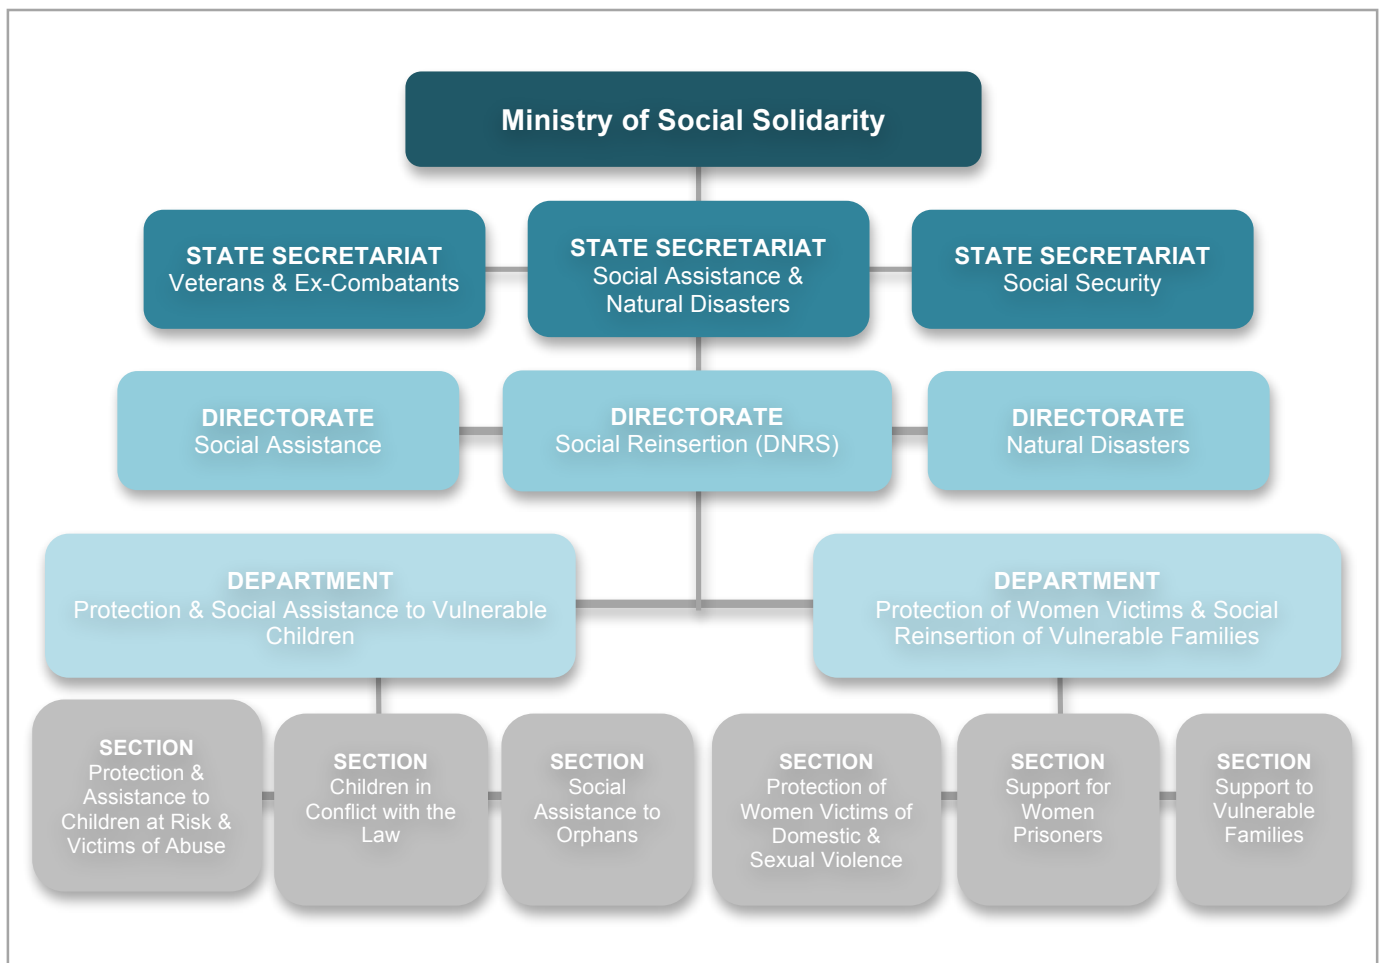 Ministry of Social Solidarity
STATE SECRETARIAT
Veterans & Ex-Combatants
STATE SECRETARIAT
Social Assistance &
Natural Disasters
STATE SECRETARIAT
Social Security
DIRECTORATE
Social Assistance
DIRECTORATE
Social Reinsertion (DNRS)
DIRECTORATE
Natural Disasters
DEPARTMENT
Protection & Social Assistance to Vulnerable
Children
DEPARTMENT
Protection of Women Victims & Social
Reinsertion of Vulnerable Families
SECTION
Protection &
Assistance to
Children at Risk &
Victims of Abuse
SECTION
Children in
Conflict with the
Law
SECTION
Social
Assistance to
Orphans
SECTION
Protection of
Women Victims of
Domestic &
Sexual Violence
SECTION
Support for
Women
Prisoners
SECTION
Support to
Vulnerable
Families